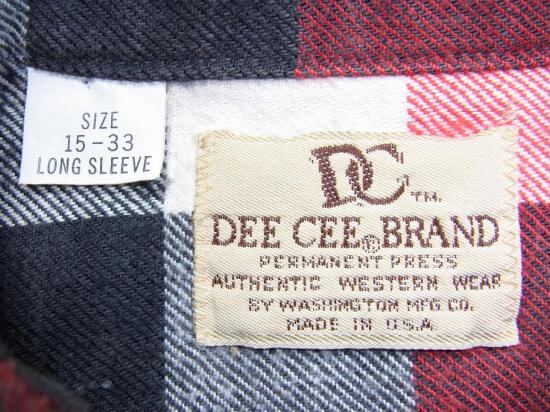 SIZE
15-33
LONG SLEEVE
DC TM.
DEE CEE® BRAND
PERMANENT PRESS
AUTHENTIC WESTERN WEAR
BY WASHINGTON MFG CO.
MADE IN U.S.A.